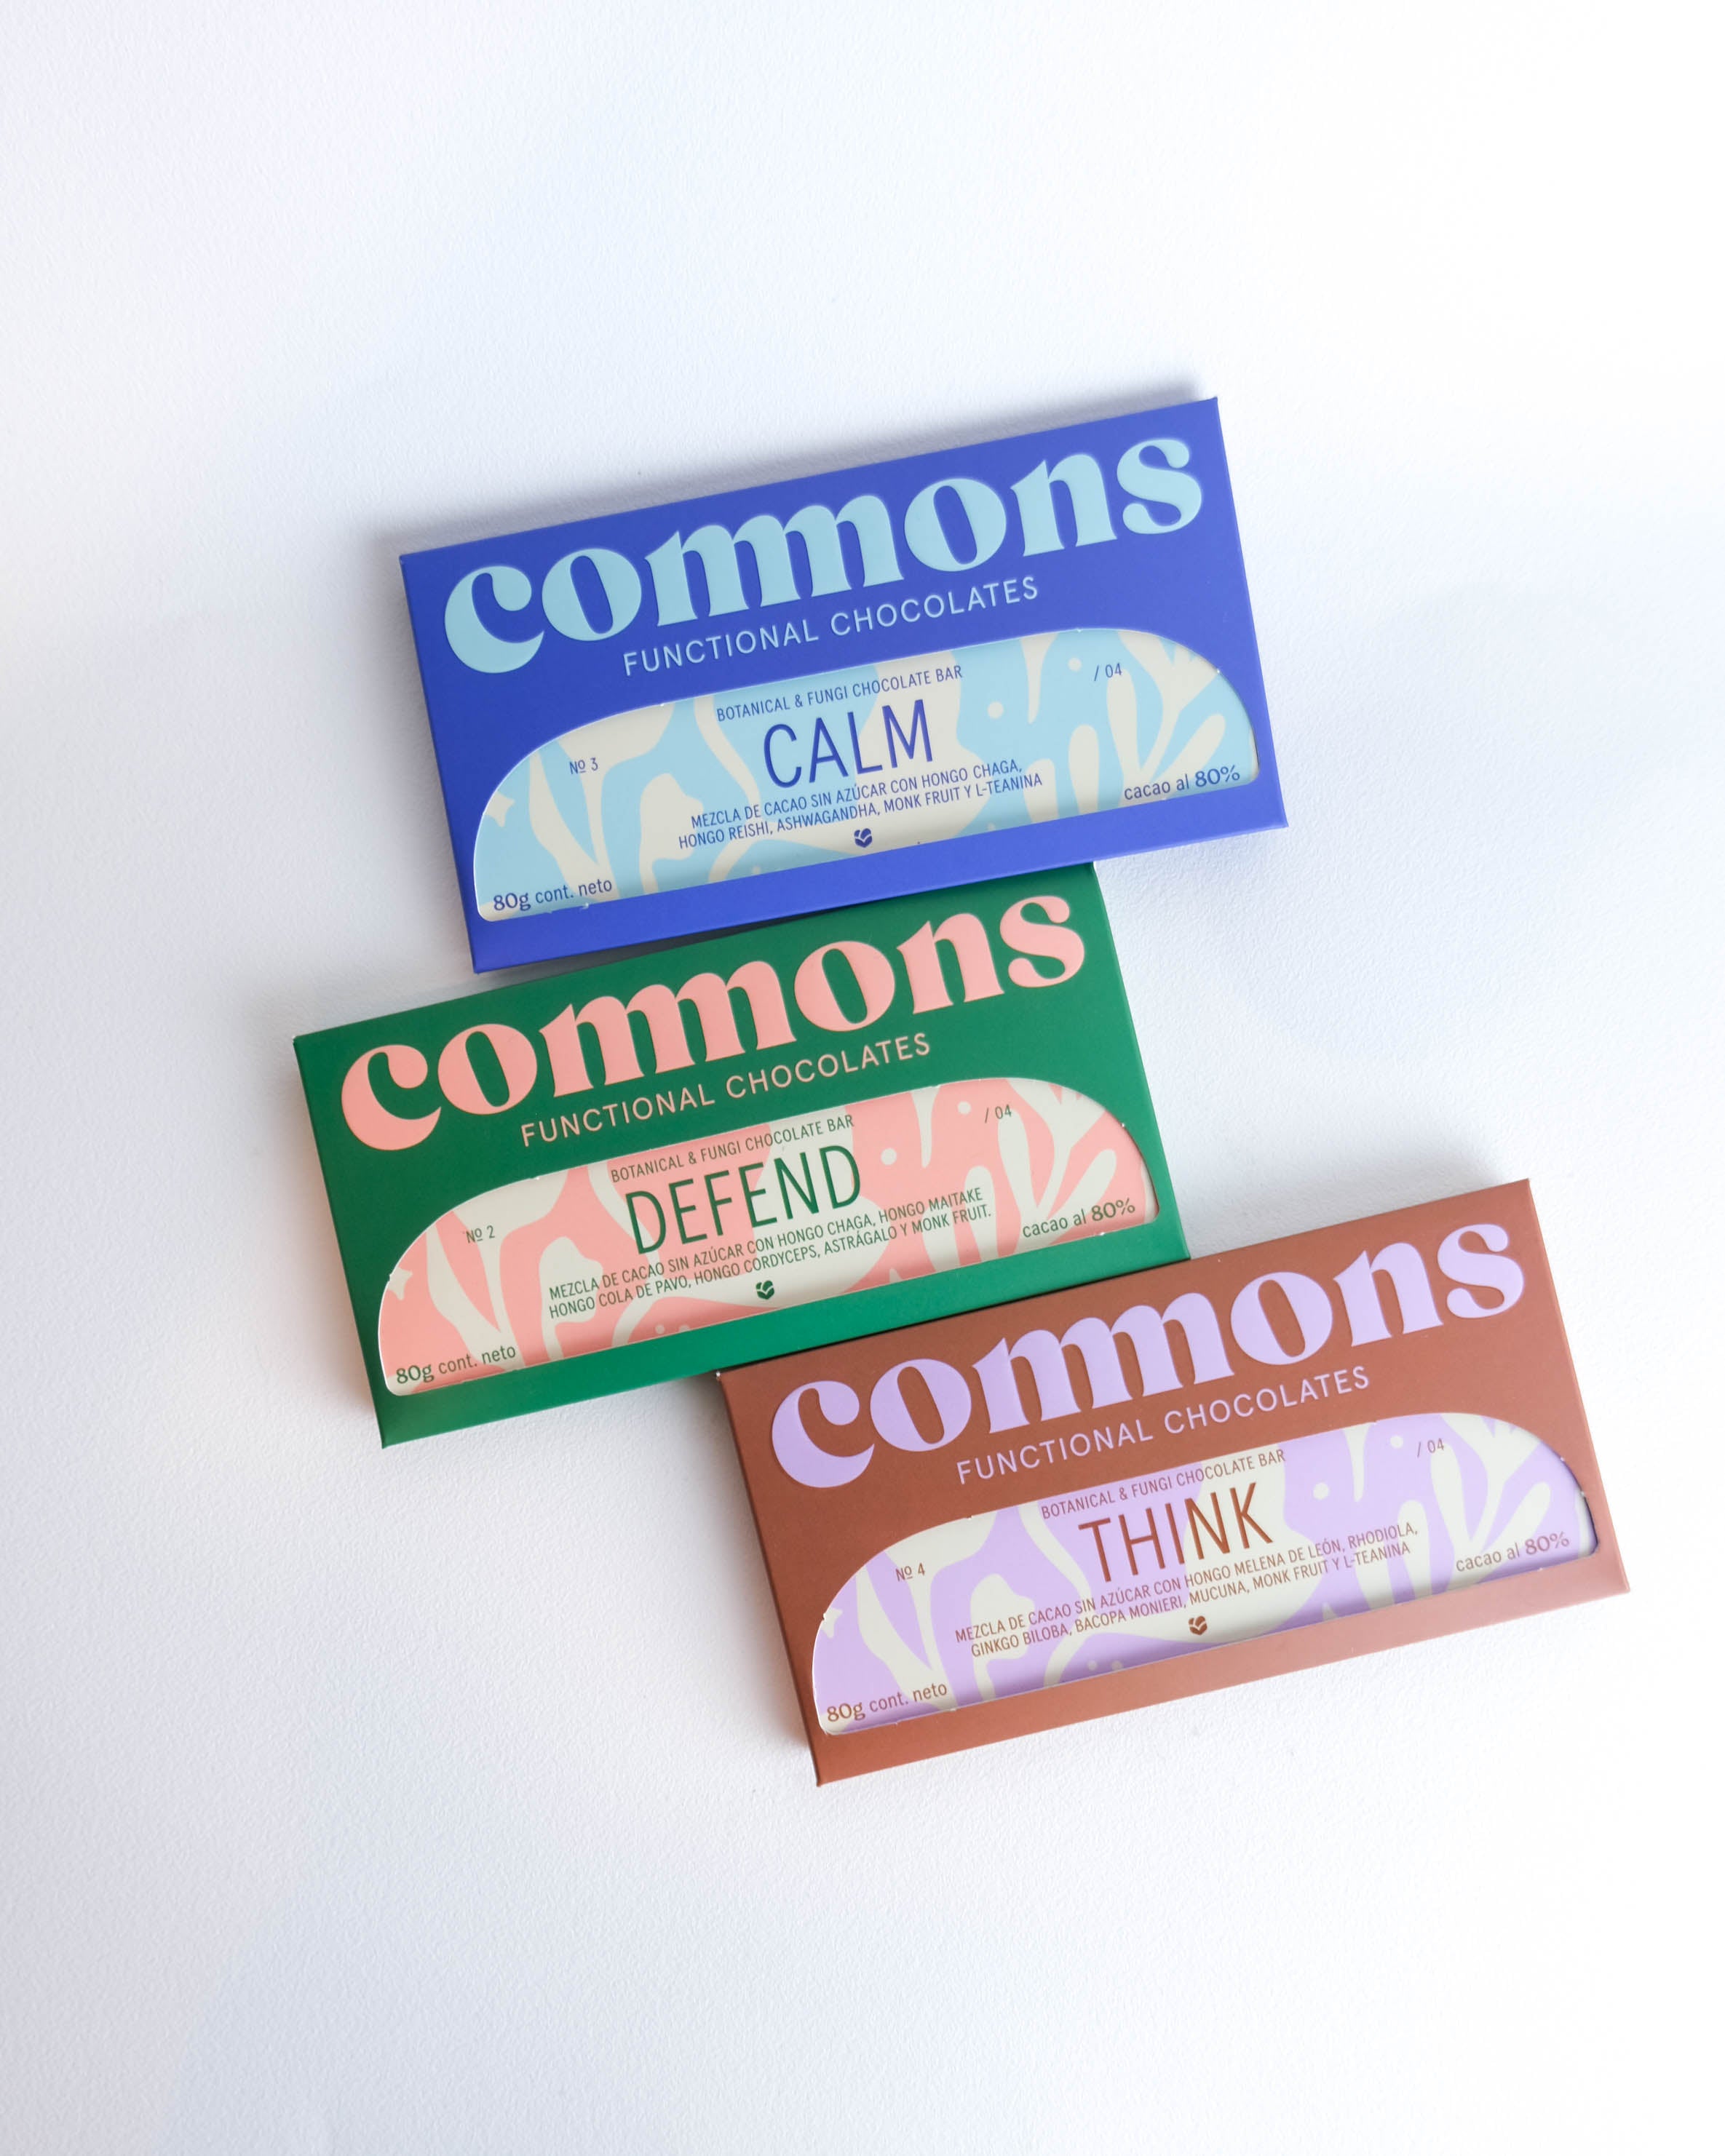 commons
FUNCTIONAL CHOCOLATES
BOTANICAL & FUNGI CHOCOLATE BAR
/ 04
Nº 3
CALM
MEZCLA DE CACAO SIN AZÚCAR CON HONGO CHAGA,
HONGO REISHI, ASHWAGANDHA, MONK FRUIT Y L-TEANINA
cacao al 80%
80g cont. neto
commons
FUNCTIONAL CHOCOLATES
BOTANICAL & FUNGI CHOCOLATE BAR
/ 04
Nº 2
DEFEND
MEZCLA DE CACAO SIN AZÚCAR CON HONGO CHAGA, HONGO MAITAKE
HONGO COLA DE PAVO, HONGO CORDYCEPS, ASTRÁGALO Y MONK FRUIT.
cacao al 80%
80g cont. neto
commons
FUNCTIONAL CHOCOLATES
BOTANICAL & FUNGI CHOCOLATE BAR
/ 04
Nº 4
THINK
MEZCLA DE CACAO SIN AZÚCAR CON HONGO MELENA DE LEÓN, RHODIOLA,
GINKGO BILOBA, BACOPA MONIERI, MUCUNA, MONK FRUIT Y L-TEANINA
cacao al 80%
80g cont. neto